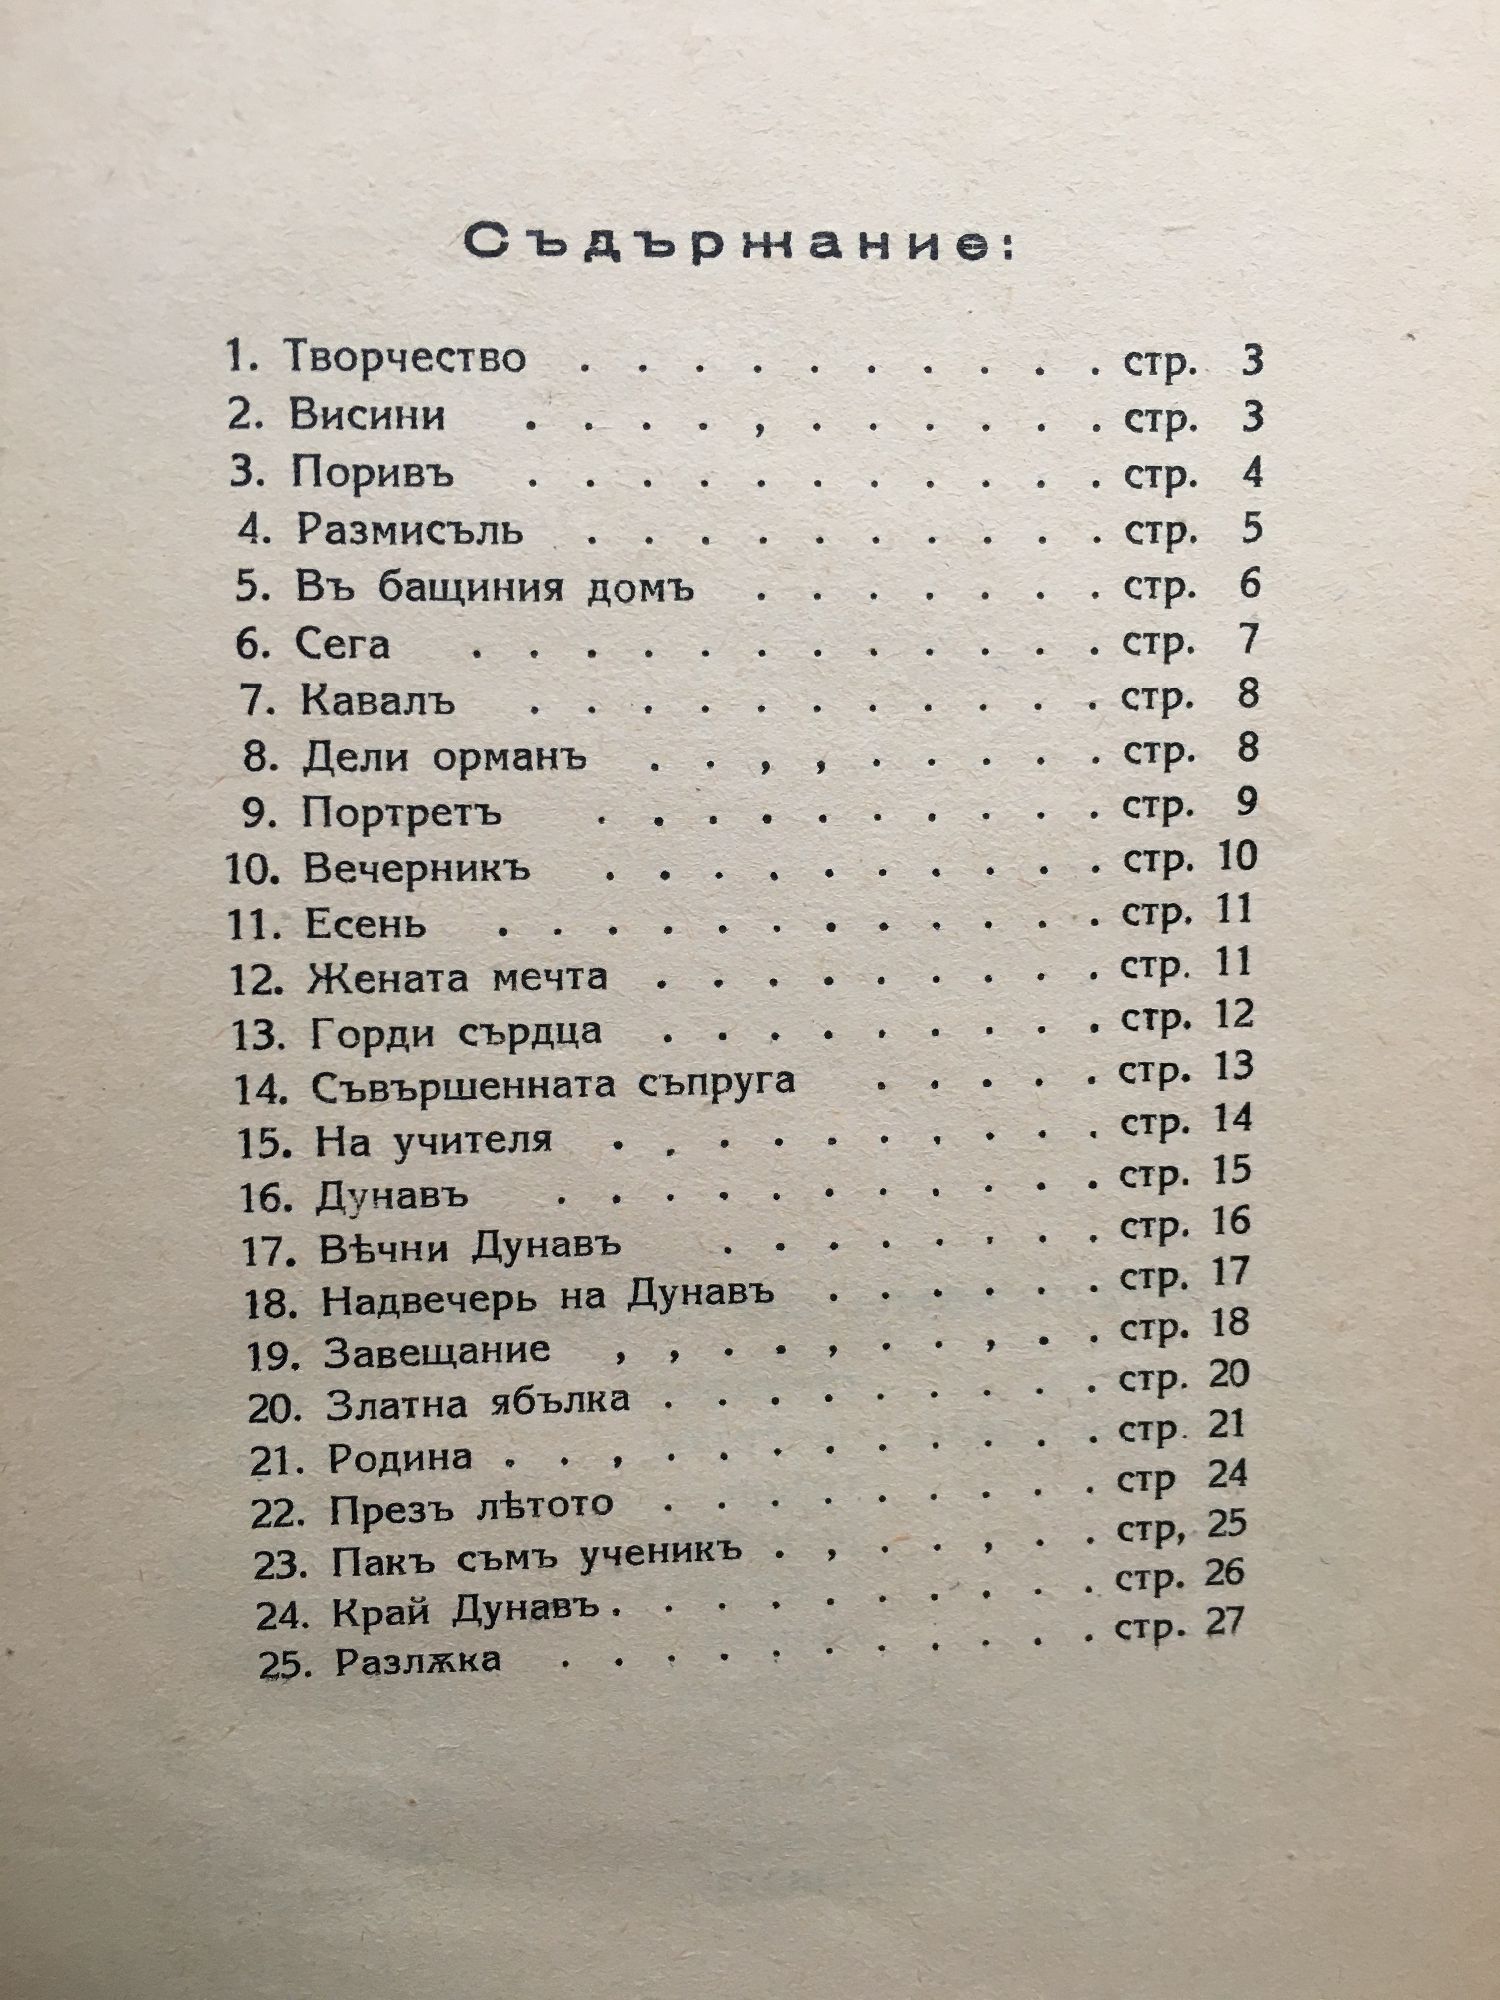 Съдържание:
1. Творчество . . . . . . . . . . стр. 3
2. Висини . . . . , . . . . . . стр. 3
3. Поривъ . . . . . . . . . . . стр. 4
4. Размисъль . . . . . . . . . . стр. 5
5. Въ бащиния домъ . . . . . . . стр. 6
6. Сега . . . . . . . . . . . . стр. 7
7. Кавалъ . . . . . . . . . . . стр. 8
8. Дели орманъ . . , , . . . . . стр. 8
9. Портретъ . . . . . . . . . . стр. 9
10. Вечерникъ . . . . . . . . . . стр. 10
11. Есень . . . . . . . . . . . . стр. 11
12. Жената мечта . . . . . . . . . стр. 11
13. Горди сърдца . . . . . . . . . стр. 12
14. Съвършенната съпруга . . . . . стр. 13
15. На учителя . . . . . . . . . . стр. 14
16. Дунавъ . . . . . . . . . . . стр. 15
17. Вѣчни Дунавъ . . . . . . . . стр. 16
18. Надвечерь на Дунавъ . . . . . . стр. 17
19. Завещание , , . . , . . , . . стр. 18
20. Златна ябълка . . . . . . . . . стр. 20
21. Родина . . , . . . . . . . . . стр. 21
22. Презъ лѣтото . . . . . . . . . стр 24
23. Пакъ съмъ ученикъ . , . . , . . стр, 25
24. Край Дунавъ . . . . . . . . . . стр. 26
25. Разлѫка . . . . . . . . . . . стр. 27